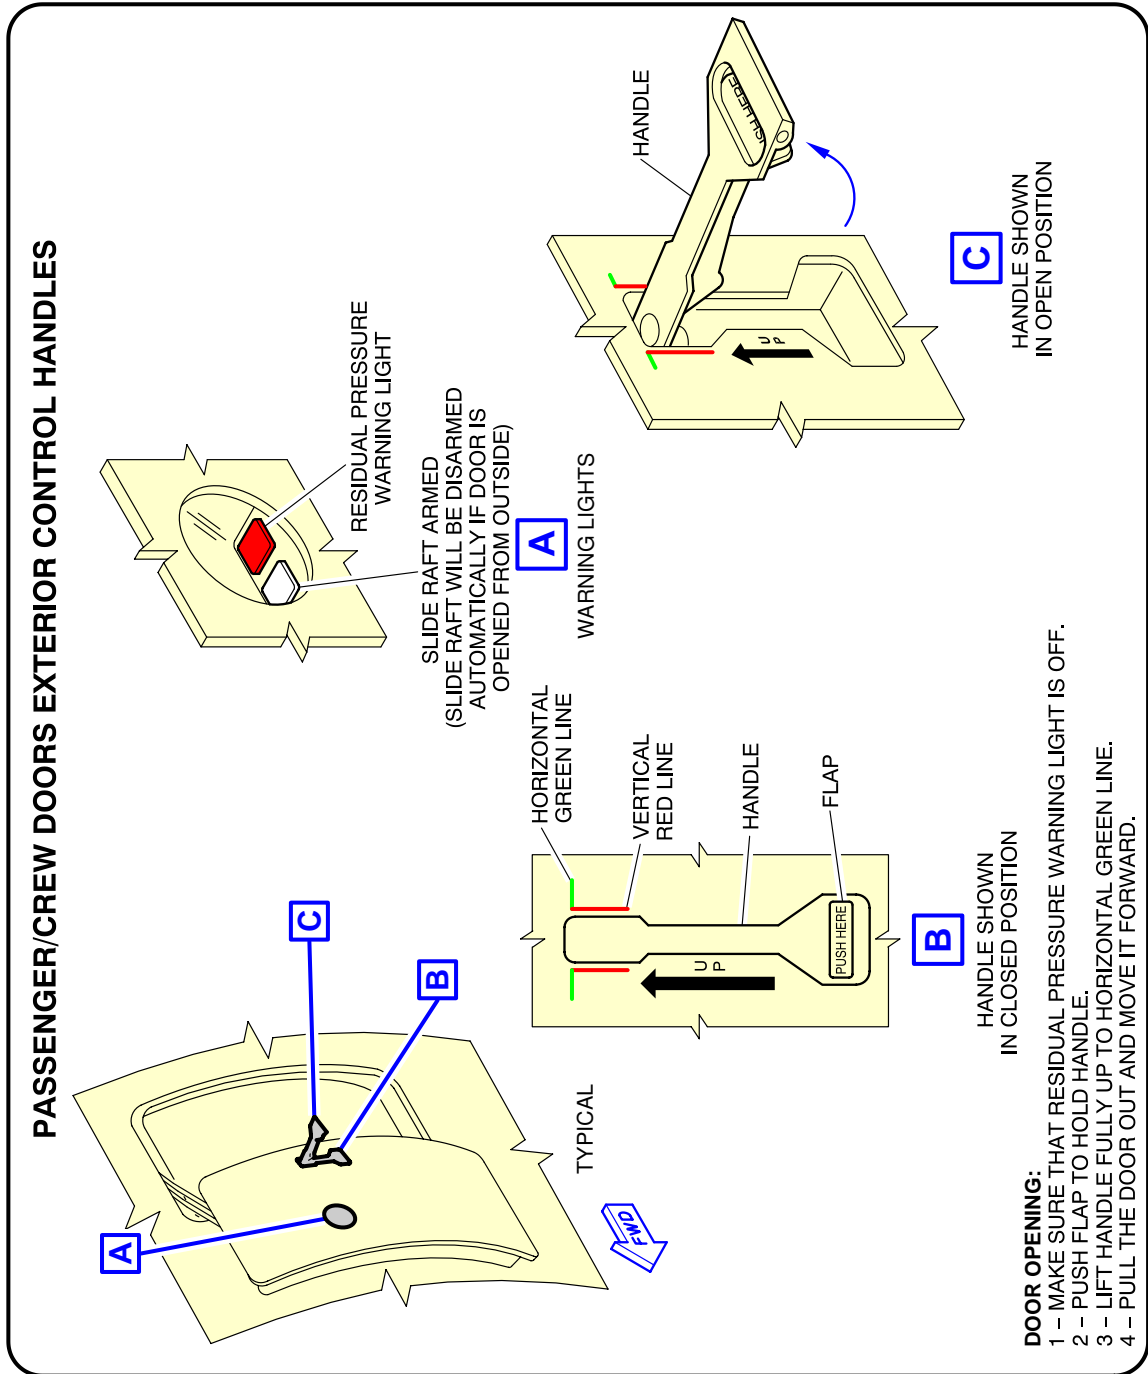 PASSENGER/CREW DOORS EXTERIOR CONTROL HANDLES
A
C
B
TYPICAL
FWD
RESIDUAL PRESSURE
WARNING LIGHT
SLIDE RAFT ARMED
(SLIDE RAFT WILL BE DISARMED
AUTOMATICALLY IF DOOR IS
OPENED FROM OUTSIDE)
A
WARNING LIGHTS
HORIZONTAL
GREEN LINE
VERTICAL
RED LINE
HANDLE
FLAP
UP
PUSH HERE
B
HANDLE SHOWN
IN CLOSED POSITION
HANDLE
UP
HERE
C
HANDLE SHOWN
IN OPEN POSITION
DOOR OPENING:
1 – MAKE SURE THAT RESIDUAL PRESSURE WARNING LIGHT IS OFF.
2 – PUSH FLAP TO HOLD HANDLE.
3 – LIFT HANDLE FULLY UP TO HORIZONTAL GREEN LINE.
4 – PULL THE DOOR OUT AND MOVE IT FORWARD.